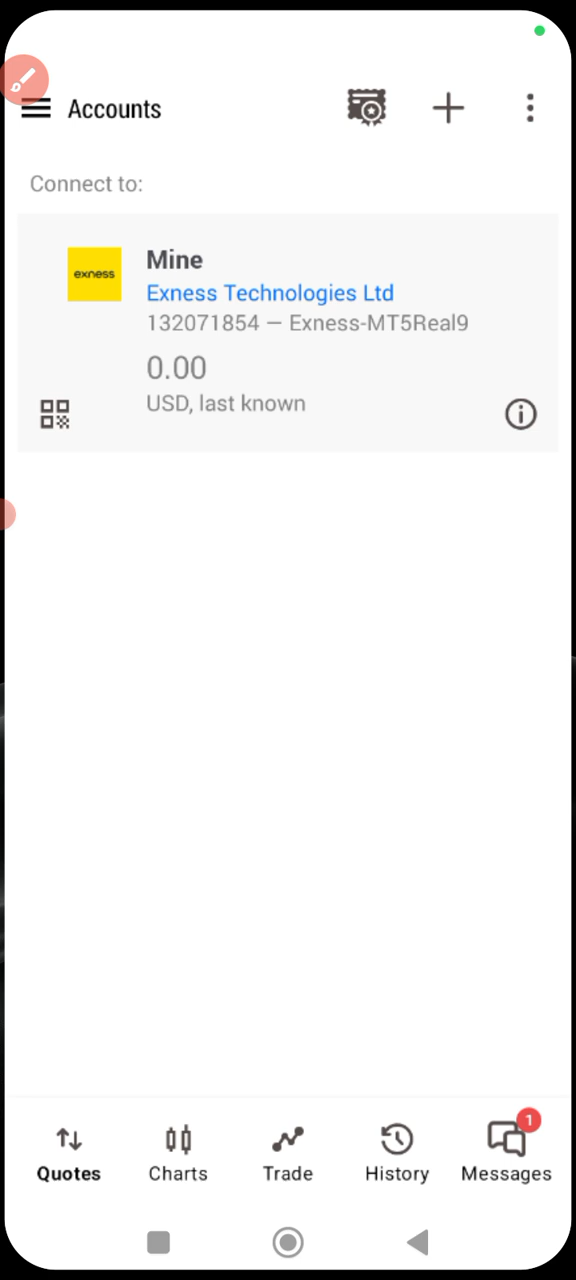 Accounts
Connect to:
exness
Mine
Exness Technologies Ltd
132071854 — Exness-MT5Real9
0.00
USD, last known
1
Quotes
Charts
Trade
History
Messages